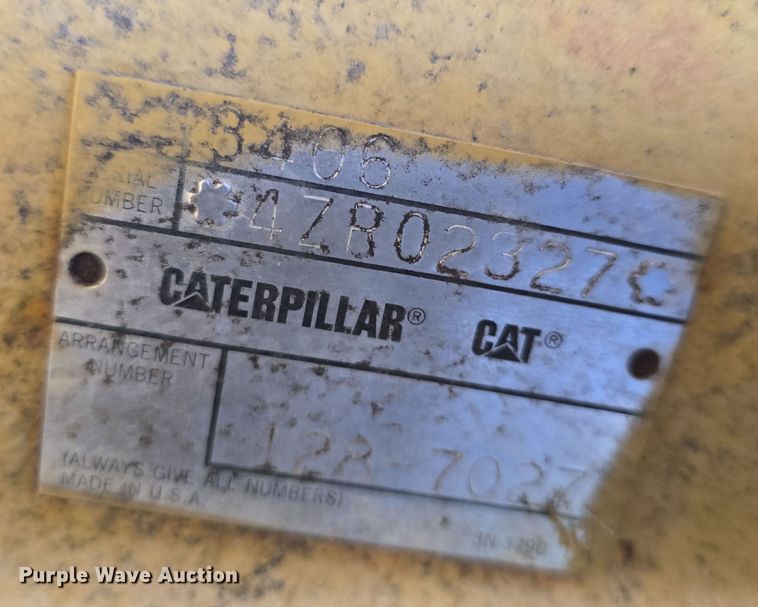 3406
SERIAL
NUMBER
4ZR02327
CATERPILLAR® CAT®
ARRANGEMENT
NUMBER
128-7027
(ALWAYS GIVE ALL NUMBERS)
MADE IN U.S.A.
3N 3290
Purple Wave Auction